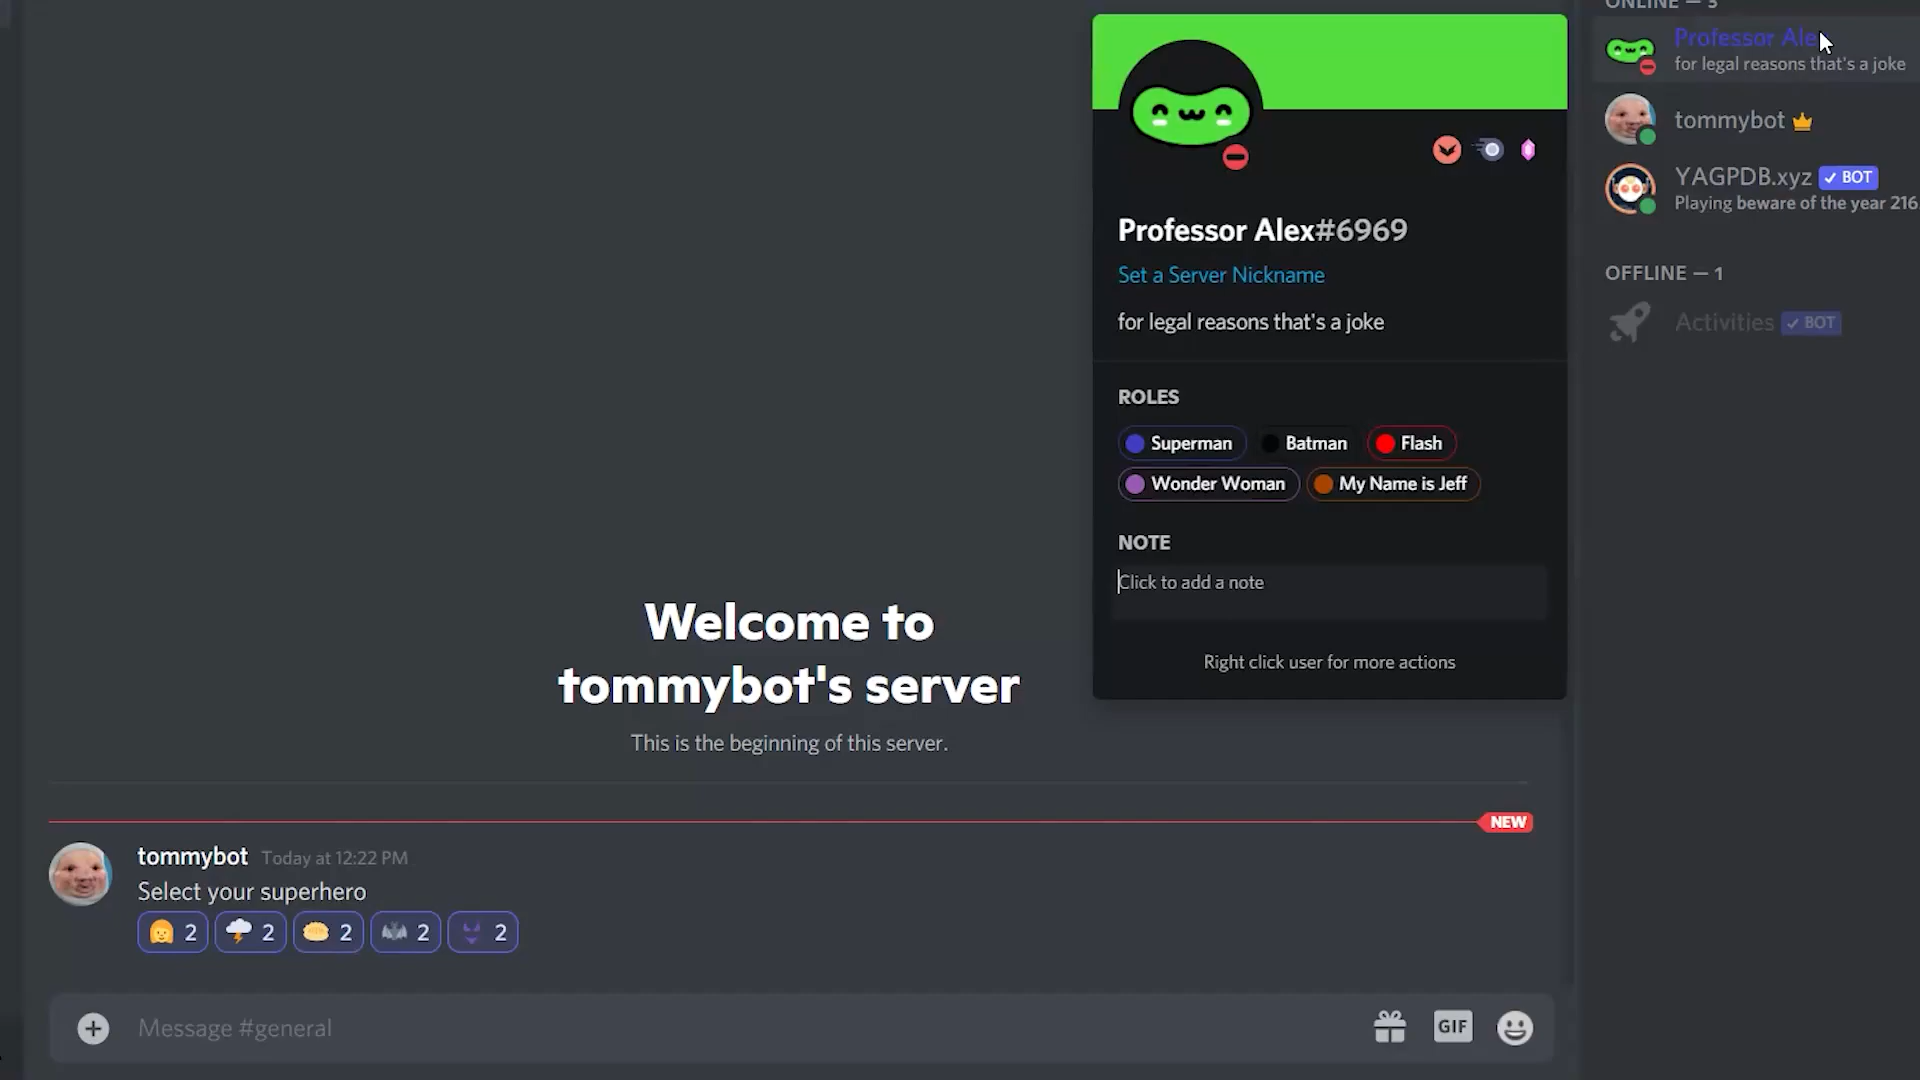 ONLINE — 3
Professor Ale
for legal reasons that's a joke
tommybot
YAGPDB.xyz ✓ BOT
Playing beware of the year 216
OFFLINE — 1
Activities ✓ BOT
Professor Alex#6969
Set a Server Nickname
for legal reasons that's a joke
ROLES
Superman Batman Flash
Wonder Woman My Name is Jeff
NOTE
Click to add a note
Right click user for more actions
Welcome to
tommybot's server
This is the beginning of this server.
NEW
tommybot Today at 12:22 PM
Select your superhero
2 2 2 2 2
Message #general
GIF